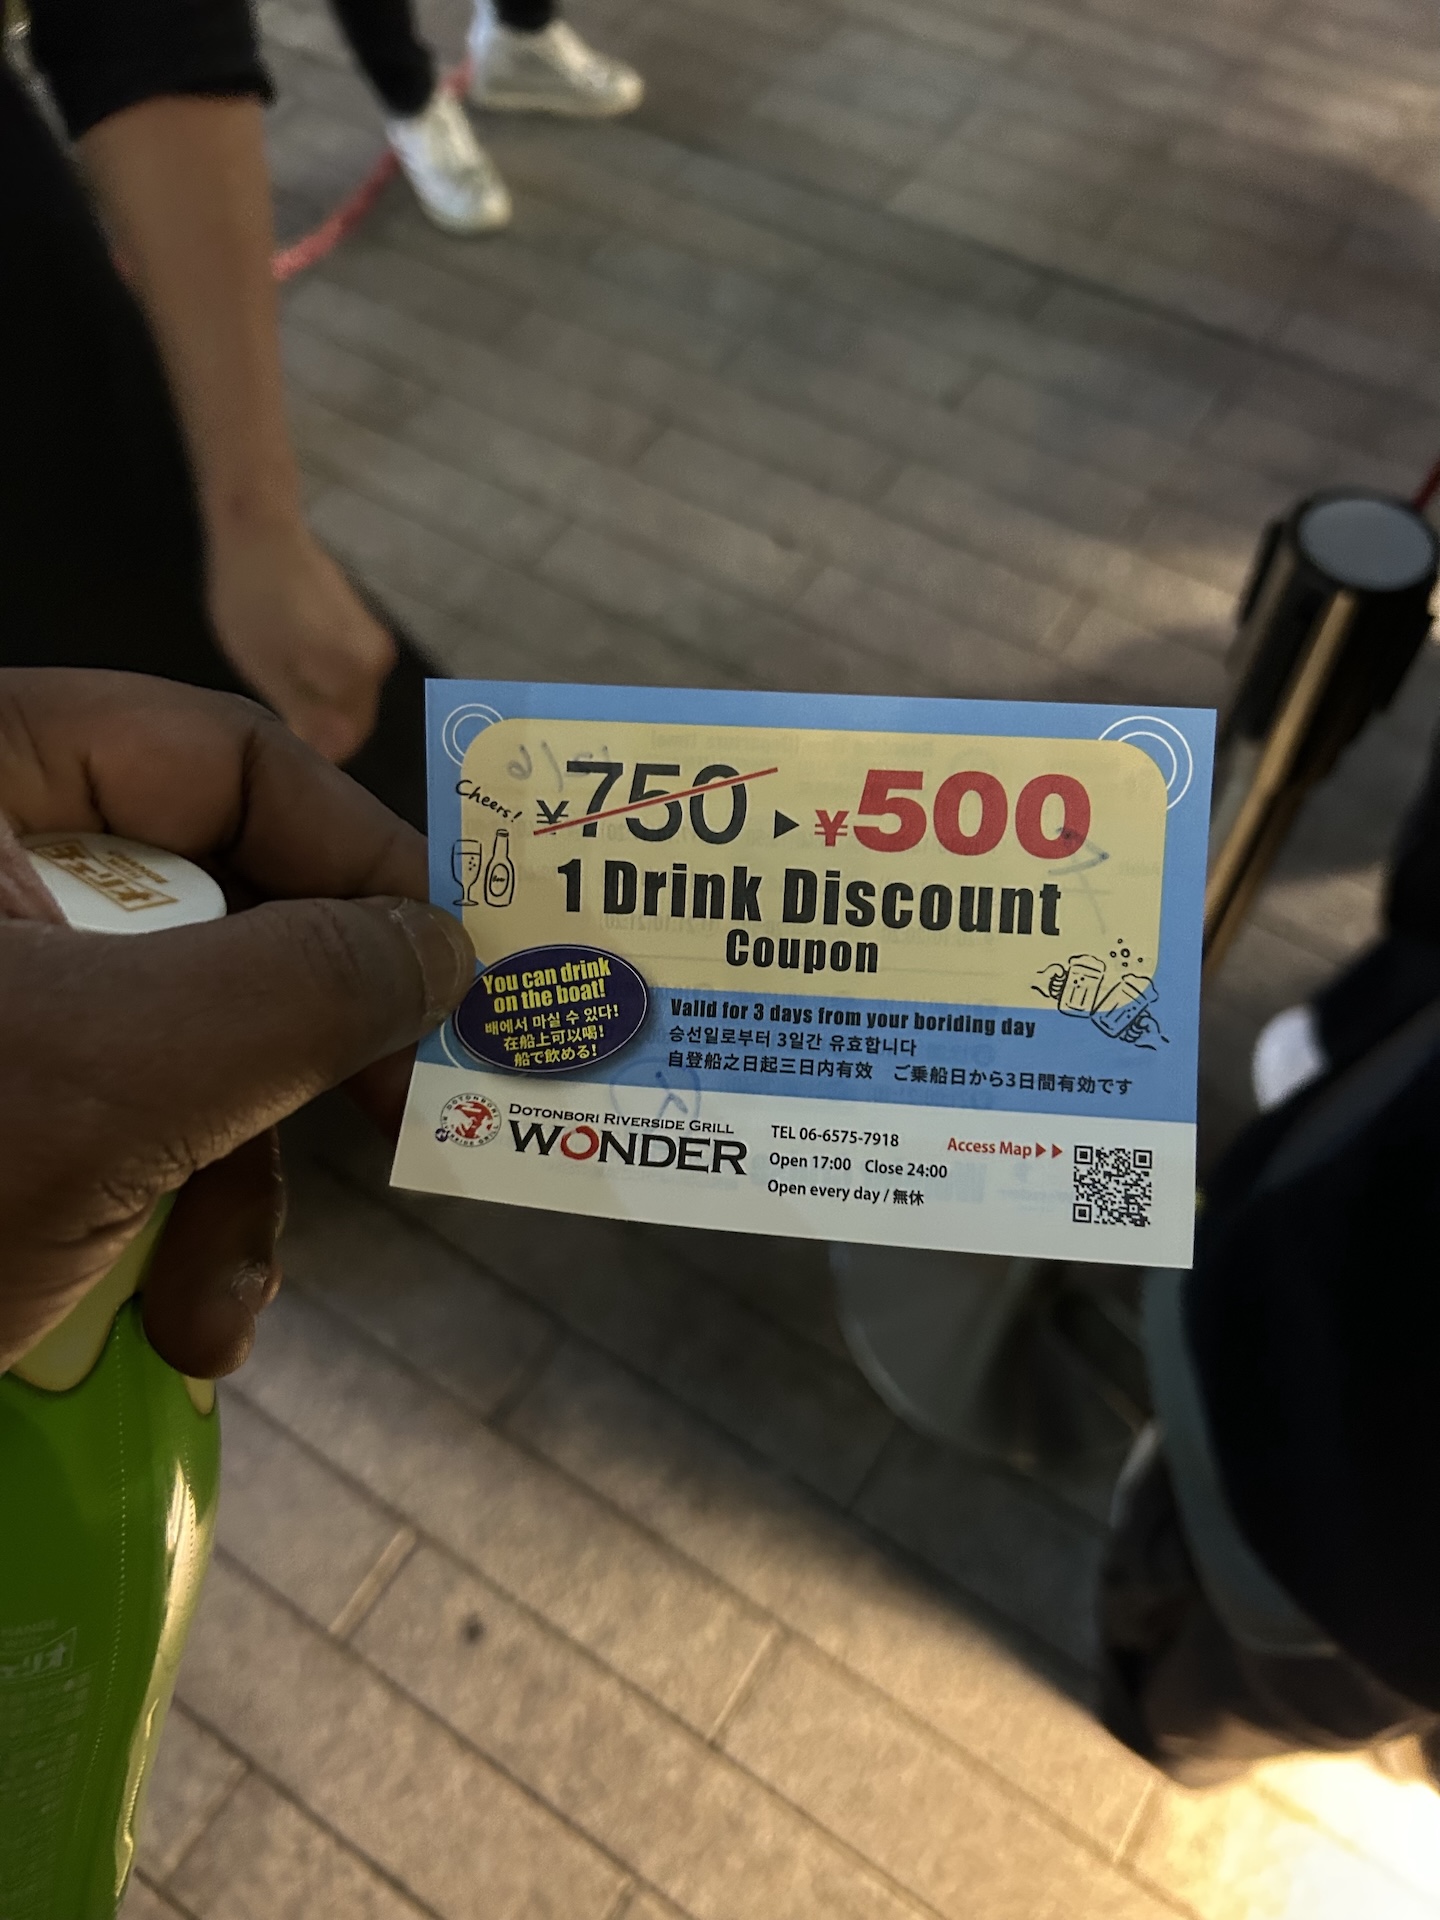 Cheers!
¥750 ▶ ¥500
1 Drink Discount
Coupon
You can drink
on the boat!
배에서 마실 수 있다!
在船上可以喝!
船で飲める!
Valid for 3 days from your boriding day
승선일로부터 3일간 유효합니다
自登船之日起三日内有效 ご乗船日から3日間有効です
DOTONBORI RIVERSIDE GRILL
WONDER
TEL 06-6575-7918
Open 17:00 Close 24:00
Open every day / 無休
Access Map ▶▶
Beer
チェリオ